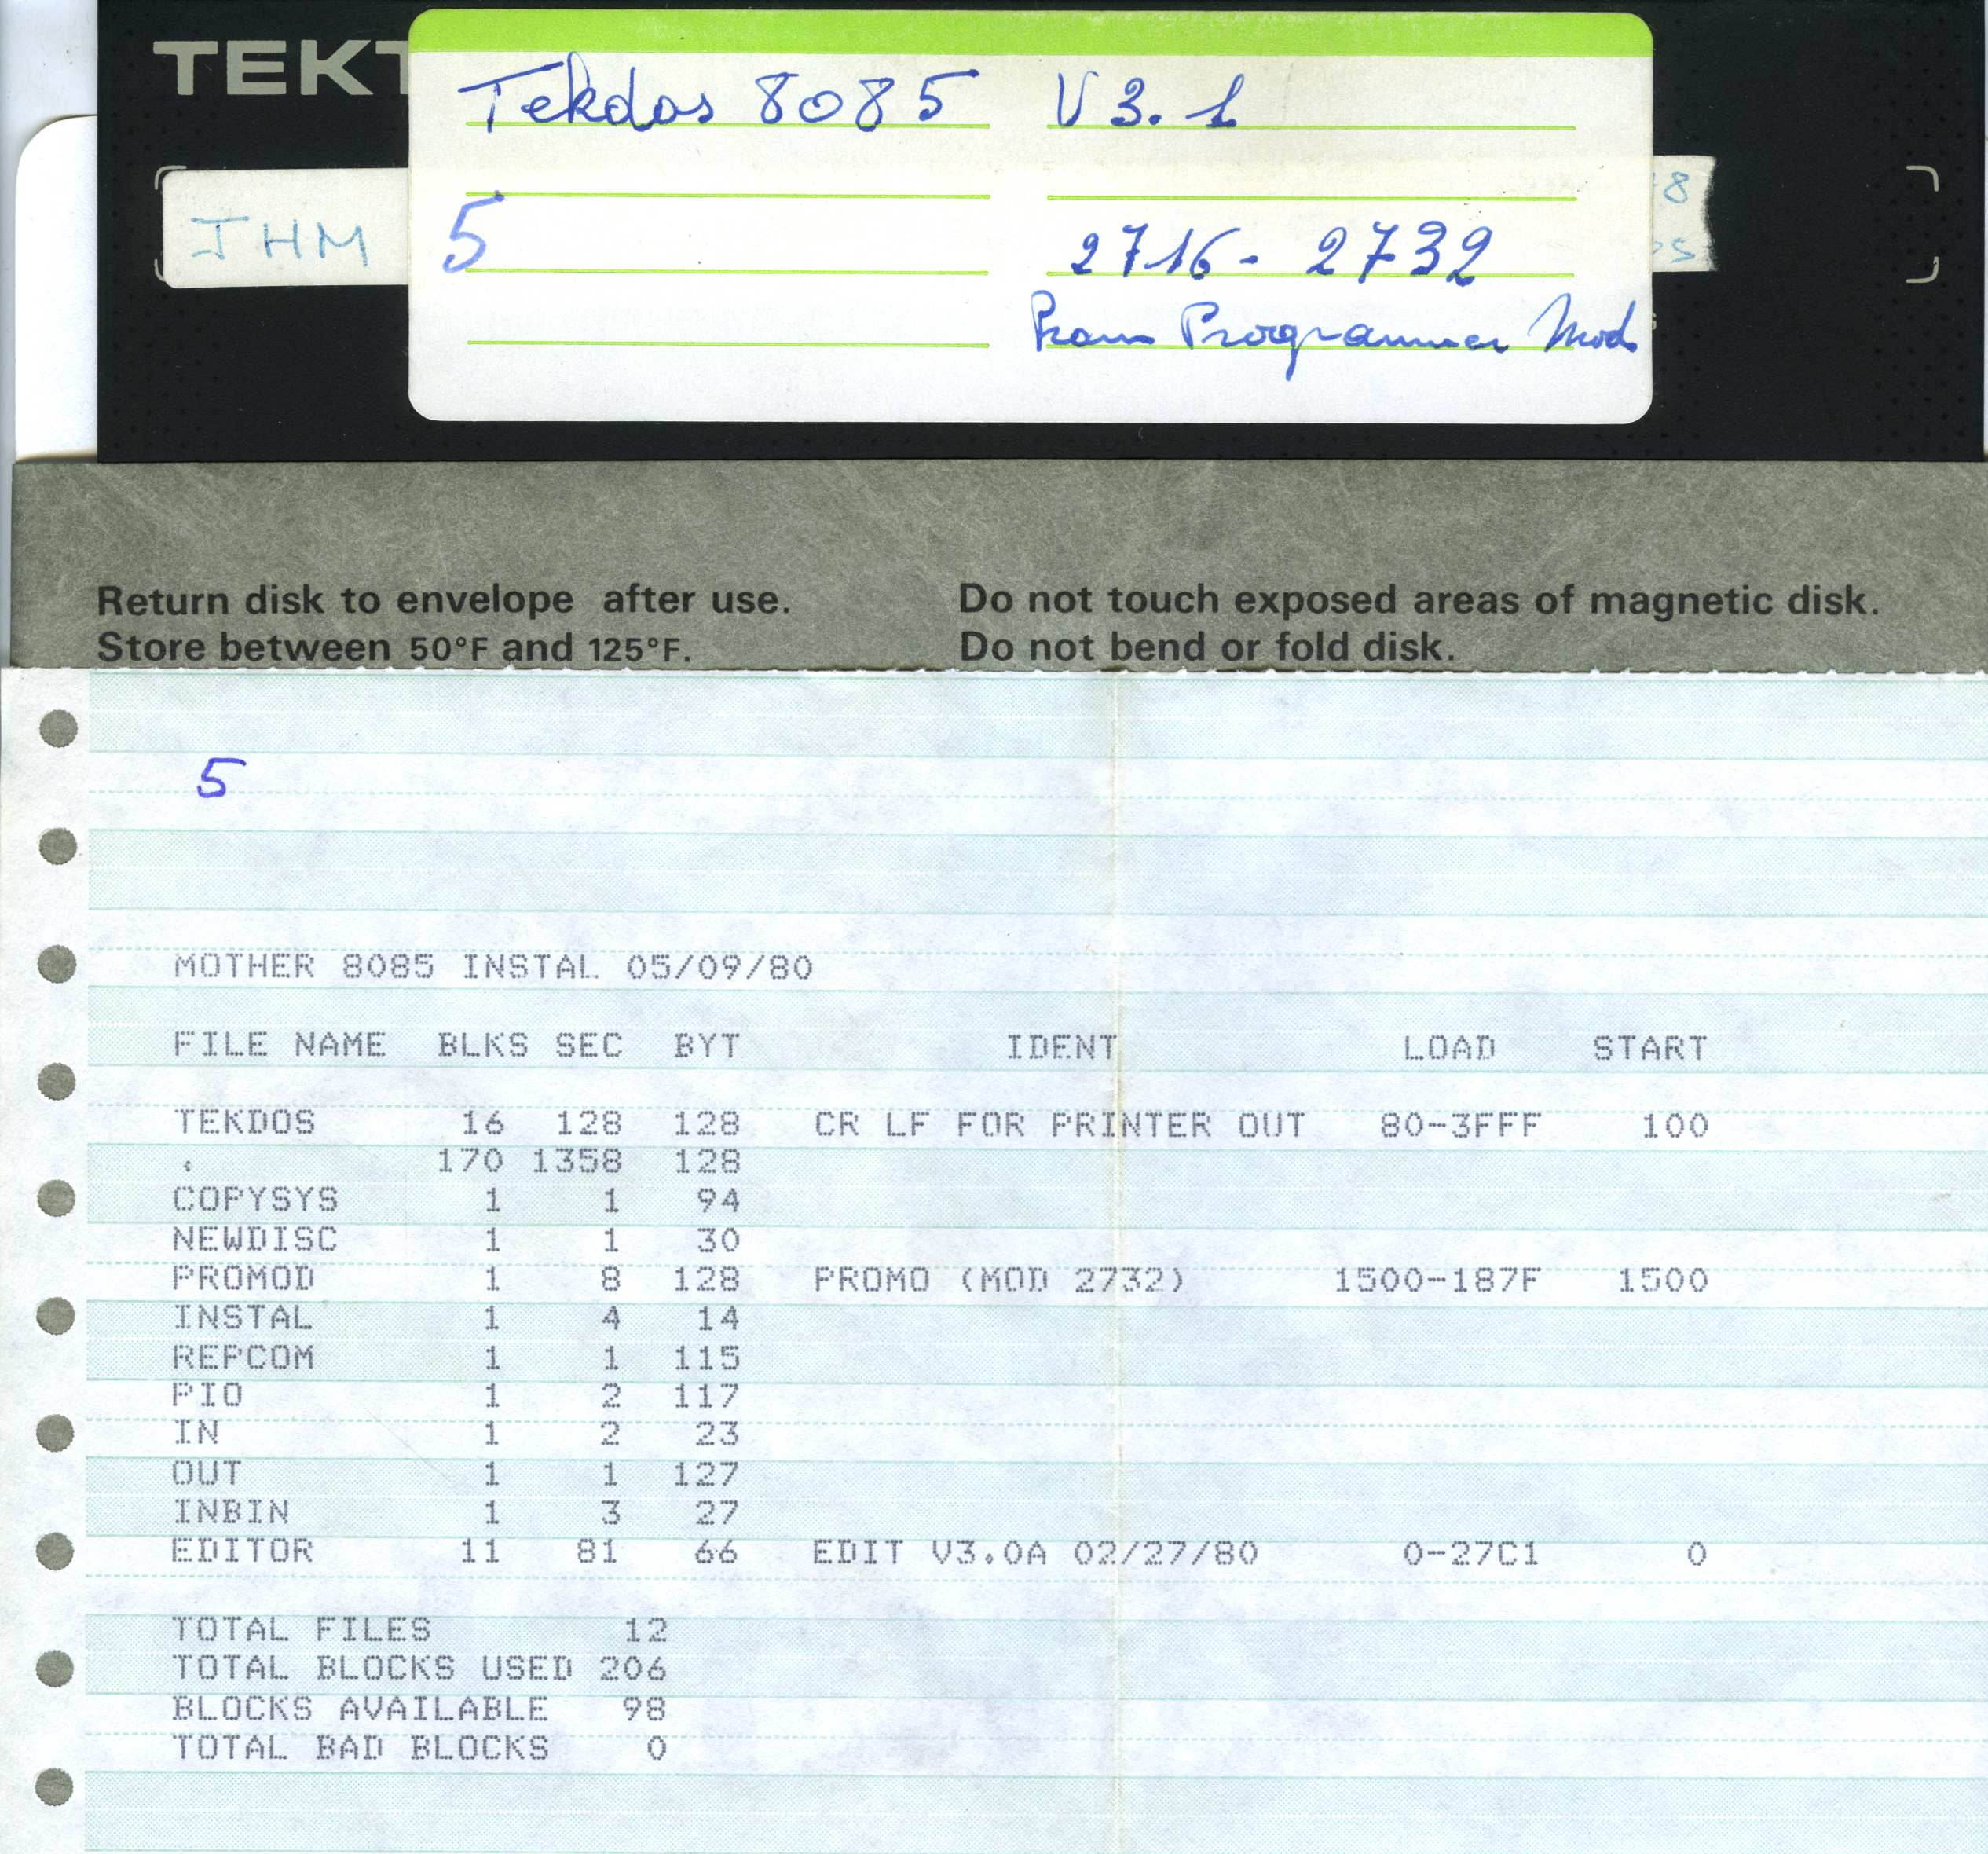 TEKT
Tekdos 8085 V3.1
JHM 5 2716 - 2732
Prom Programmer Mod
Return disk to envelope after use. Do not touch exposed areas of magnetic disk.
Store between 50°F and 125°F. Do not bend or fold disk.
5
MOTHER 8085 INSTAL 05/09/80
FILE NAME BLKS SEC BYT IDENT LOAD START
TEKDOS 16 128 128 CR LF FOR PRINTER OUT 80-3FFF 100
. 170 1358 128
COPYSYS 1 1 94
NEWDISC 1 1 30
PROMOD 1 8 128 PROMO (MOD 2732) 1500-187F 1500
INSTAL 1 4 14
REPCOM 1 1 115
PIO 1 2 117
IN 1 2 23
OUT 1 1 127
INBIN 1 3 27
EDITOR 11 81 66 EDIT V3.0A 02/27/80 0-27C1 0
TOTAL FILES 12
TOTAL BLOCKS USED 206
BLOCKS AVAILABLE 98
TOTAL BAD BLOCKS 0